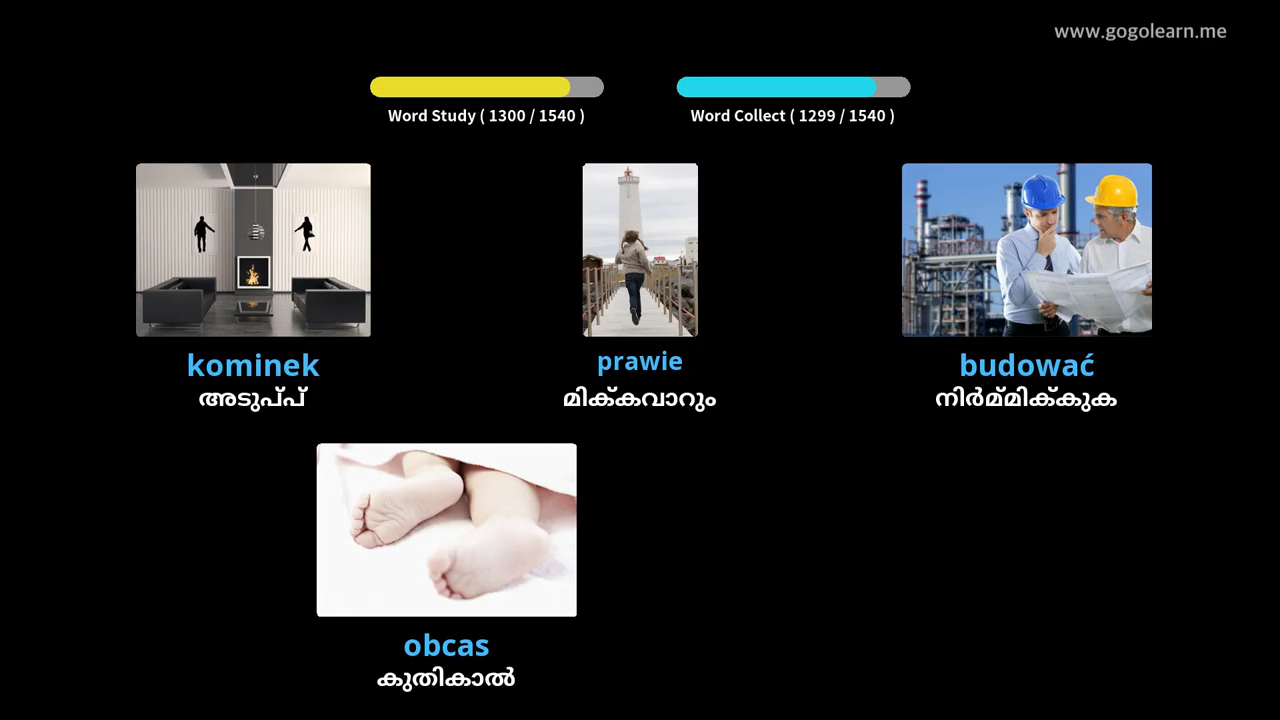 www.gogolearn.me
Word Study ( 1300 / 1540 )
Word Collect ( 1299 / 1540 )
kominek
അടുപ്പ്
prawie
മിക്കവാറും
budować
നിർമ്മിക്കുക
obcas
കുതികാൽ